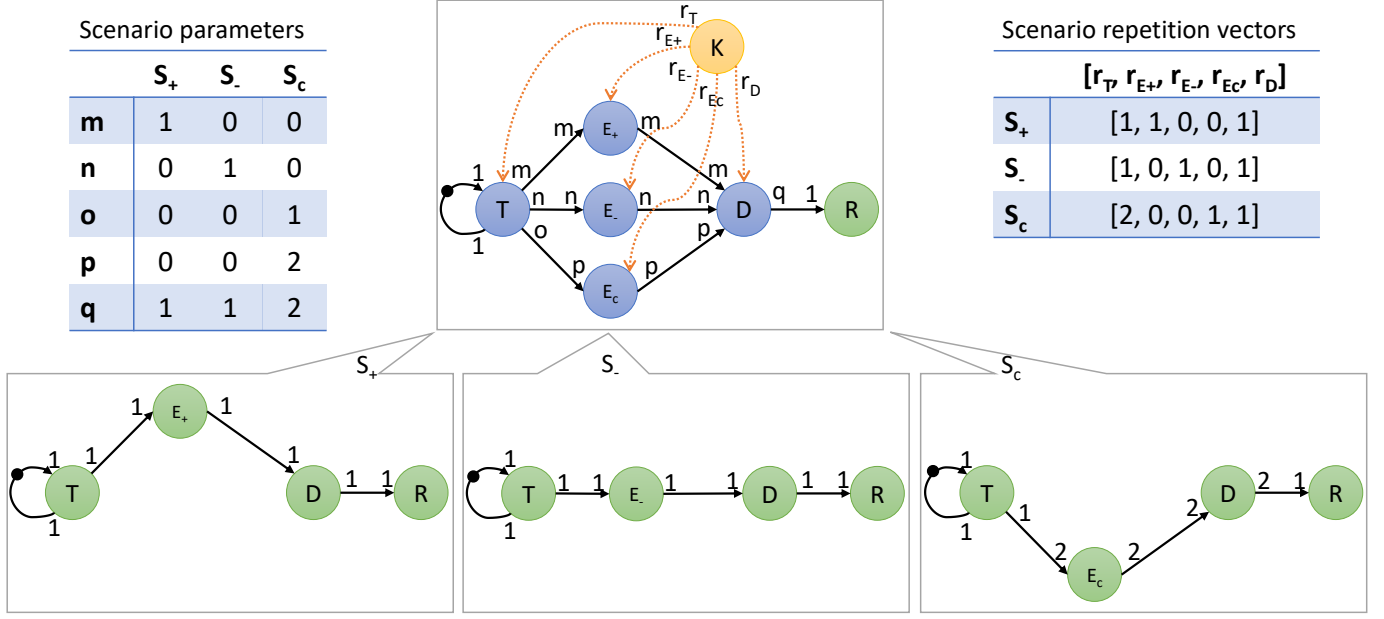 Scenario parameters
S+ S- Sc
m 1 0 0
n 0 1 0
o 0 0 1
p 0 0 2
q 1 1 2
rT
rE+
rE-
rEc
rD
K
E+
m m
1 m m
T n n E- n n D q 1 R
1 o p
p p
Ec
Scenario repetition vectors
[rT, rE+, rE-, rEc, rD]
S+ [1, 1, 0, 0, 1]
S- [1, 0, 1, 0, 1]
Sc [2, 0, 0, 1, 1]
S+
1 E+ 1
1 1 1
T D 1 1 R
1
S-
1
T 1 1 E- 1 1 D 1 1 R
1
Sc
1
T D 2 1 R
1 1 2
2 2
Ec